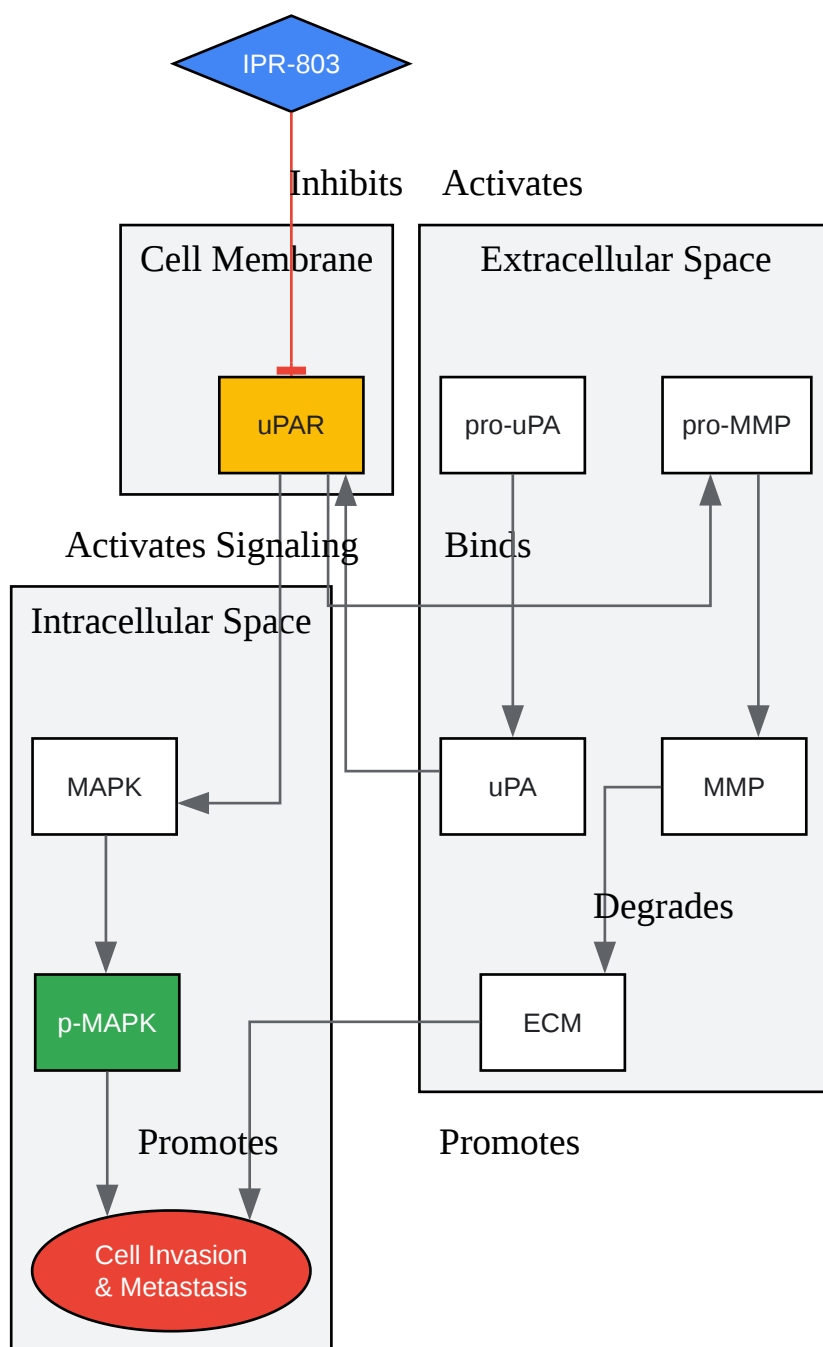 IPR-803
Inhibits
Activates
Cell Membrane
Extracellular Space
uPAR
pro-uPA
pro-MMP
Activates Signaling
Binds
Intracellular Space
MAPK
uPA
MMP
Degrades
p-MAPK
ECM
Promotes
Promotes
Cell Invasion
& Metastasis